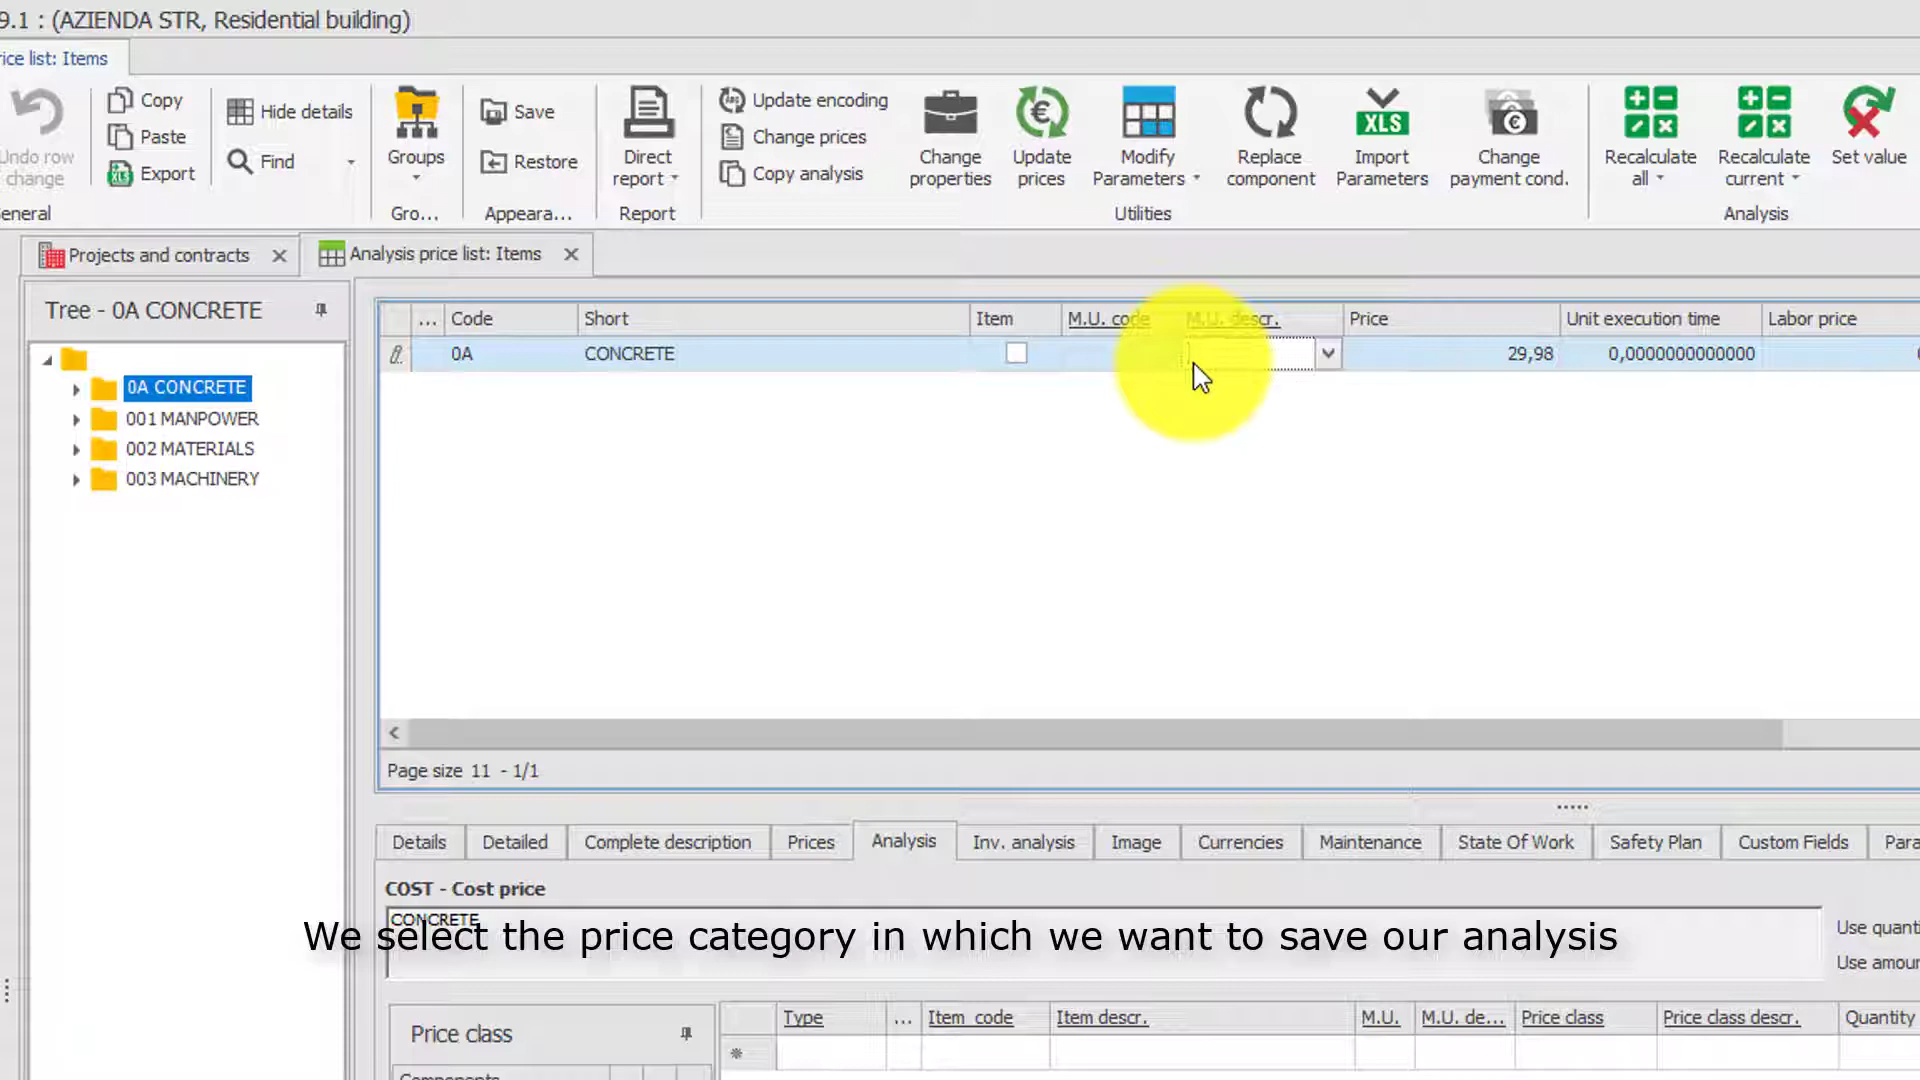 9.1 : (AZIENDA STR, Residential building)
rice list: Items
Undo row change
Copy
Paste
Export
Hide details
Find
Groups
Save
Restore
Direct report
Update encoding
Change prices
Copy analysis
Change properties
Update prices
Modify Parameters
Replace component
Import Parameters
Change payment cond.
Recalculate all
Recalculate current
Set value
eneral
Gro...
Appeara...
Report
Utilities
Analysis
Projects and contracts
Analysis price list: Items
Tree - 0A CONCRETE
0A CONCRETE
001 MANPOWER
002 MATERIALS
003 MACHINERY
... Code Short Item M.U. code M.U. descr. Price Unit execution time Labor price
0A CONCRETE 29,98 0,0000000000000
Page size 11 - 1/1
Details Detailed Complete description Prices Analysis Inv. analysis Image Currencies Maintenance State Of Work Safety Plan Custom Fields Para
COST - Cost price
CONCRETE
We select the price category in which we want to save our analysis
Use quanti
Use amoun
Price class
Type ... Item code Item descr. M.U. M.U. de... Price class Price class descr. Quantity
Components